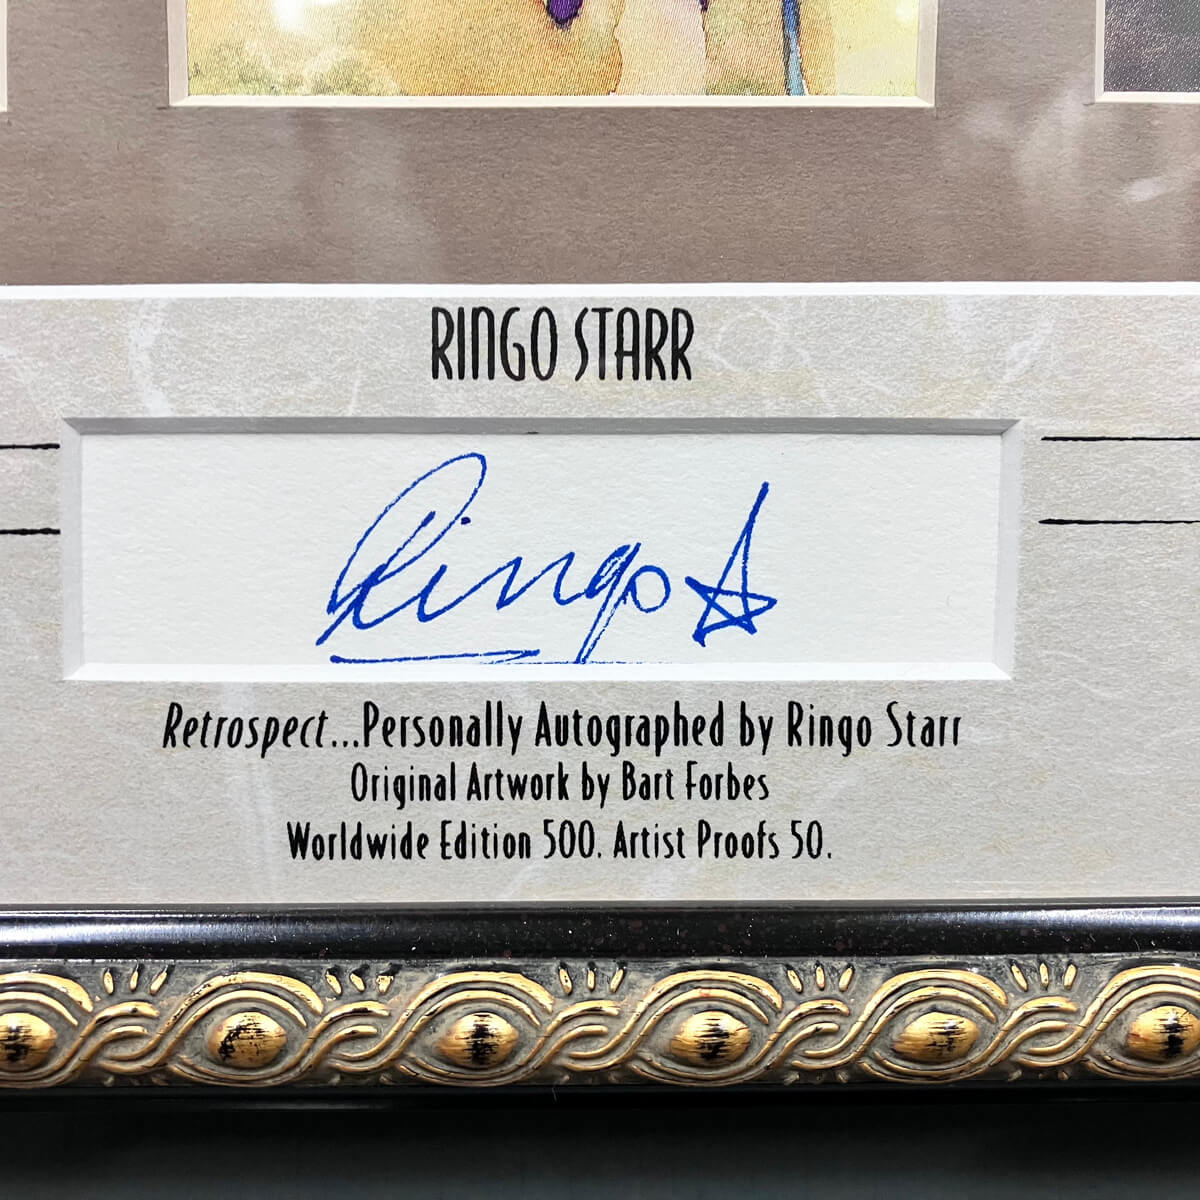 RINGO STARR
Ringo
Retrospect...Personally Autographed by Ringo Starr
Original Artwork by Bart Forbes
Worldwide Edition 500. Artist Proofs 50.